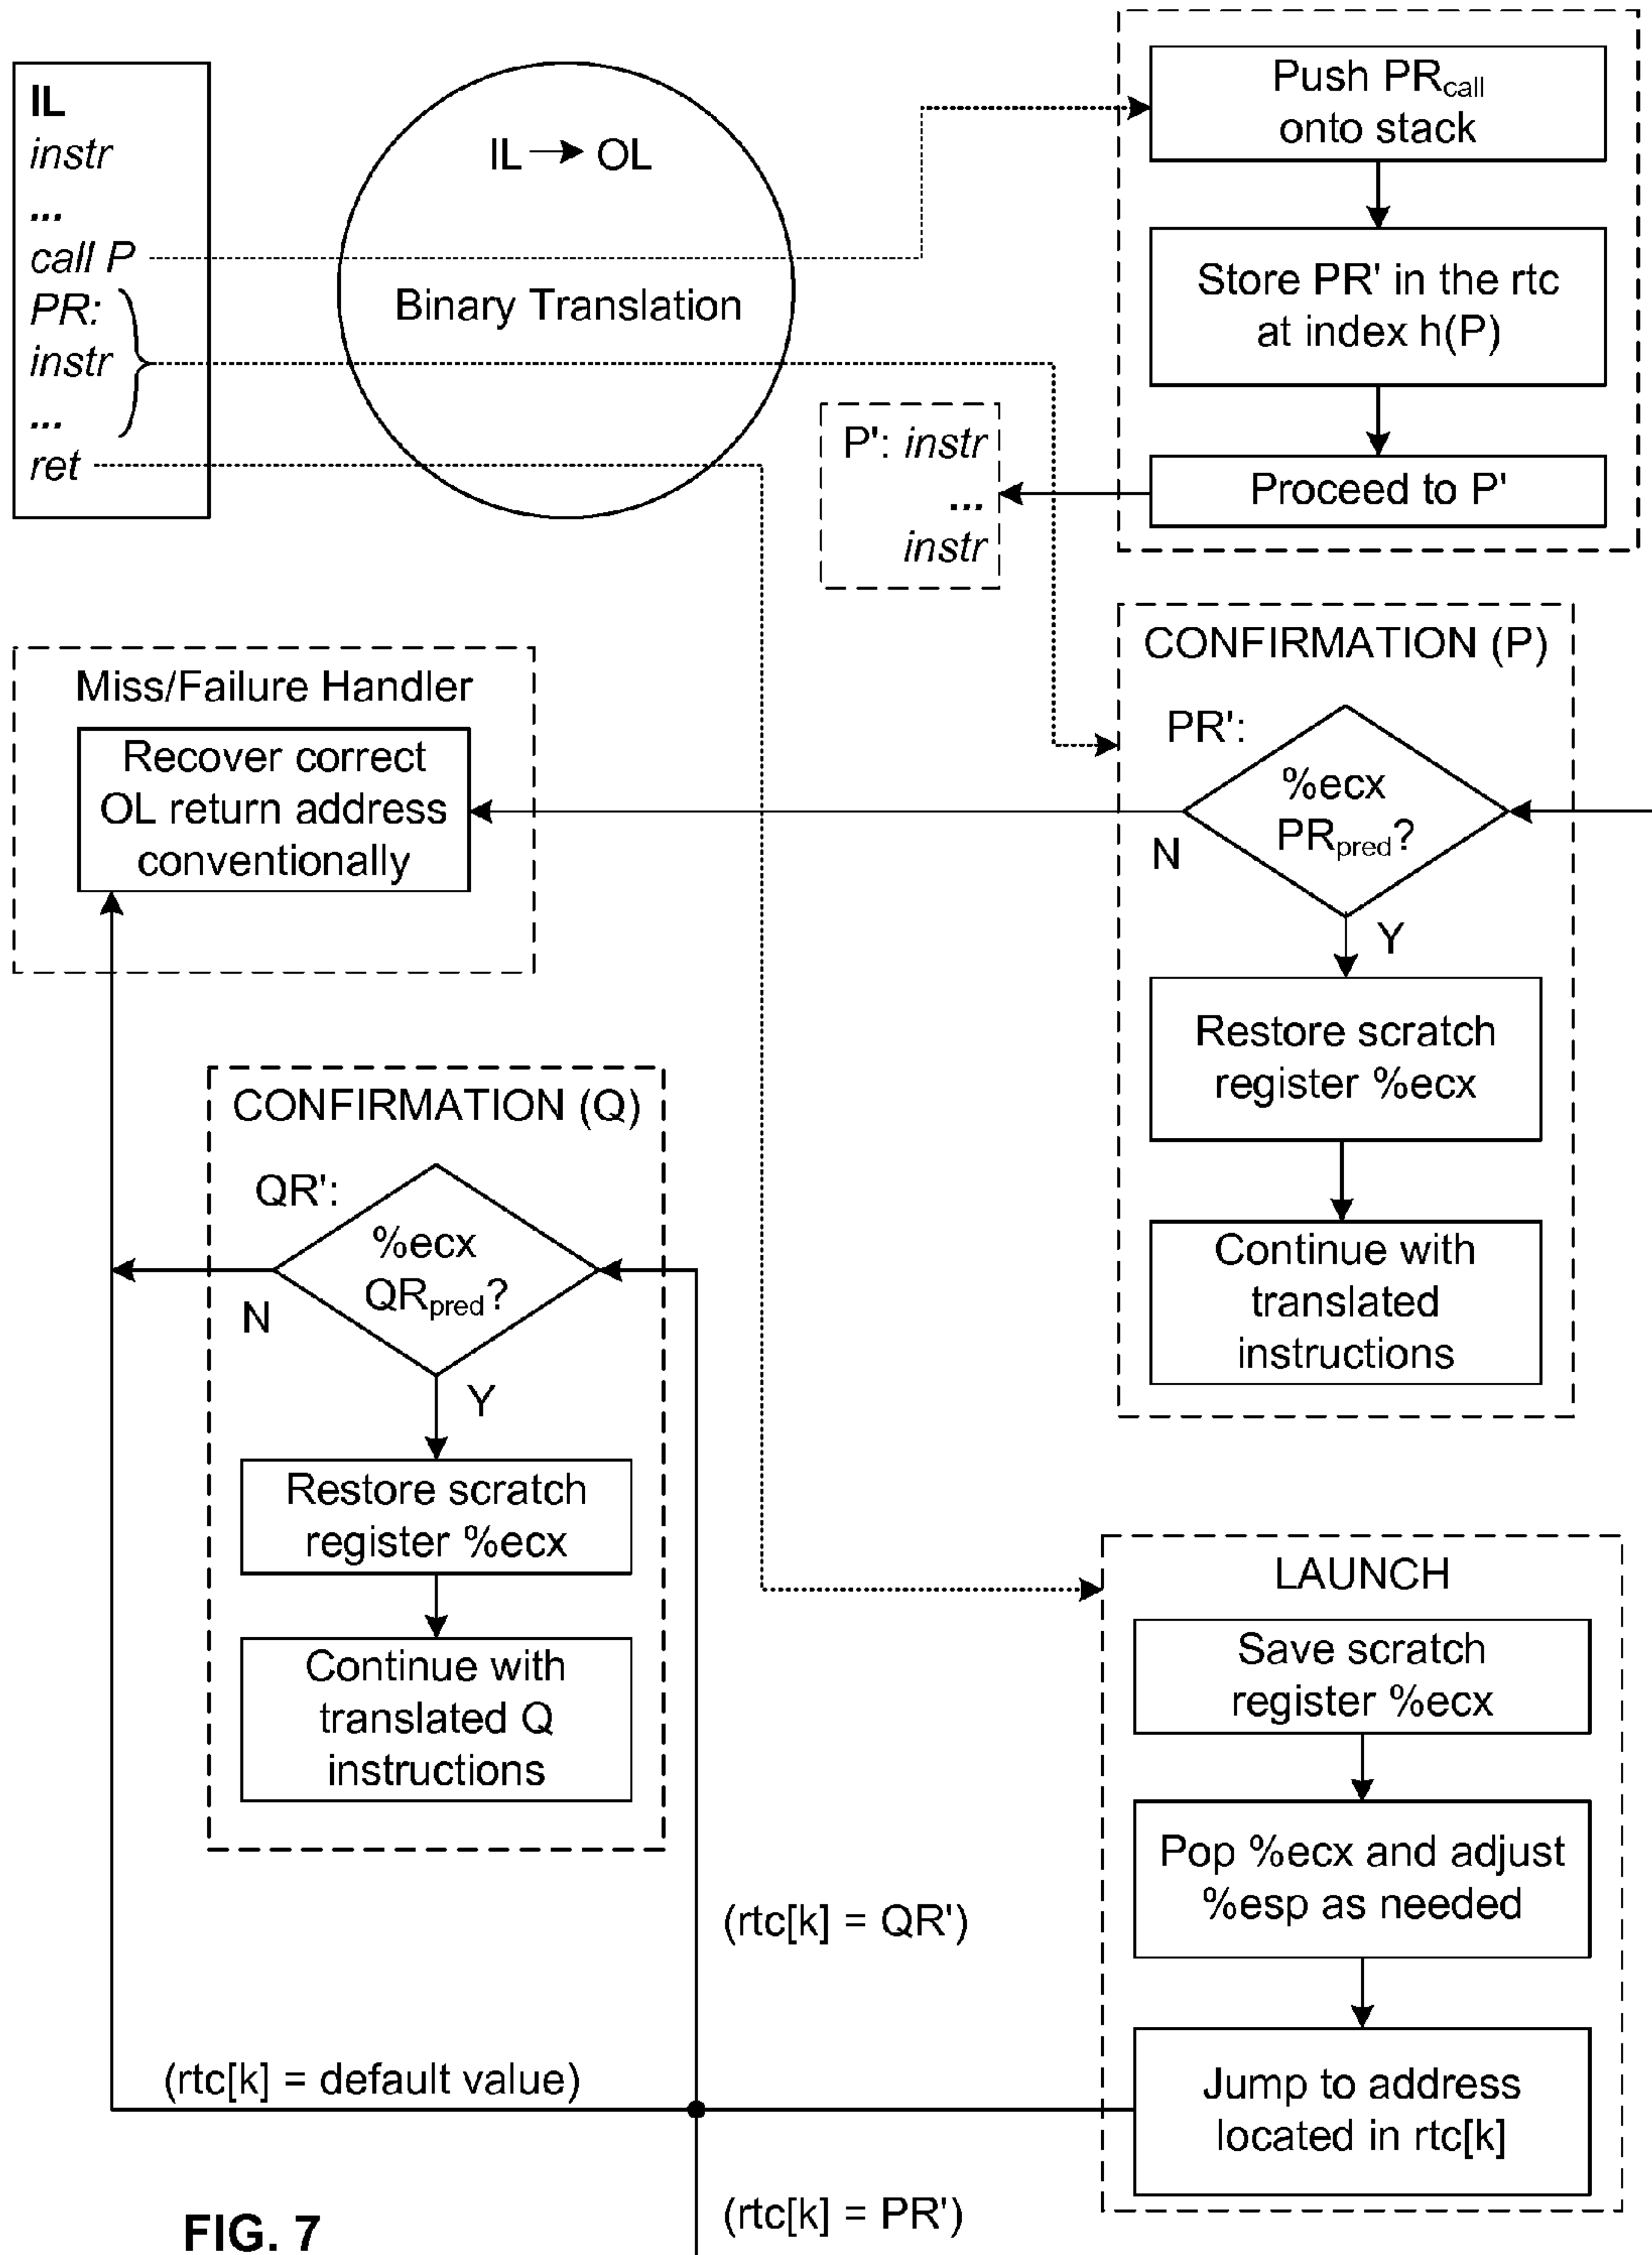 IL
instr
...
call P
PR:
instr
...
ret
IL → OL
Binary Translation
Push PRcall
onto stack
Store PR' in the rtc
at index h(P)
Proceed to P'
P': instr
...
instr
CONFIRMATION (P)
PR':
%ecx
PRpred?
N
Y
Restore scratch
register %ecx
Continue with
translated
instructions
Miss/Failure Handler
Recover correct
OL return address
conventionally
CONFIRMATION (Q)
QR':
%ecx
QRpred?
N
Y
Restore scratch
register %ecx
Continue with
translated Q
instructions
LAUNCH
Save scratch
register %ecx
Pop %ecx and adjust
%esp as needed
Jump to address
located in rtc[k]
(rtc[k] = QR')
(rtc[k] = default value)
(rtc[k] = PR')
FIG. 7